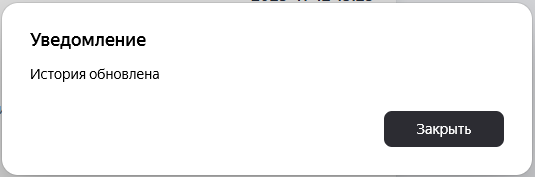 Уведомление
История обновлена
Закрыть